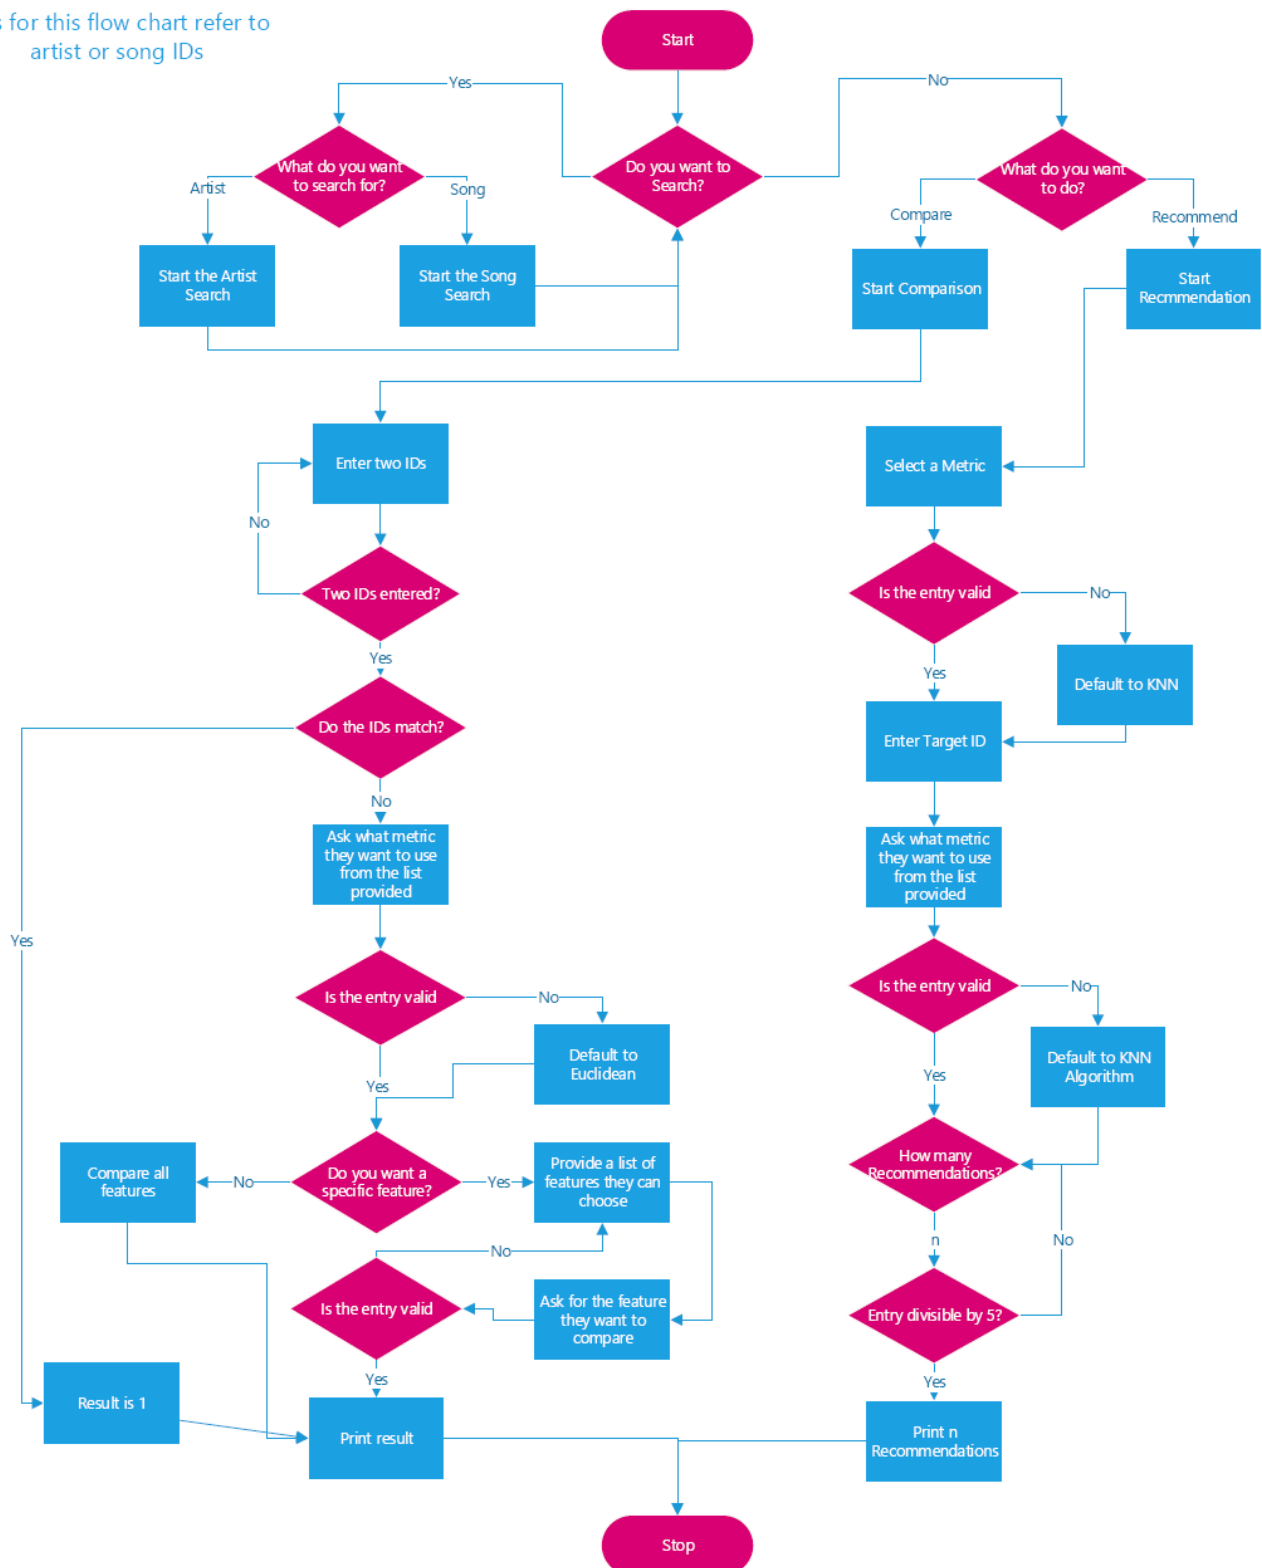 for this flow chart refer to
artist or song IDs
Start
Yes
No
What do you want
to search for?
Do you want to
Search?
What do you want
to do?
Artist
Song
Compare
Recommend
Start the Artist
Search
Start the Song
Search
Start Comparison
Start
Recmmendation
Enter two IDs
Select a Metric
No
Two IDs entered?
Is the entry valid
No
Yes
Yes
Default to KNN
Do the IDs match?
Enter Target ID
No
Ask what metric
they want to use
from the list
provided
Ask what metric
they want to use
from the list
provided
Yes
Is the entry valid
No
Is the entry valid
No
Default to
Euclidean
Default to KNN
Algorithm
Yes
Yes
Compare all
features
No
Do you want a
specific feature?
Yes
Provide a list of
features they can
choose
How many
Recommendations?
n
No
No
Is the entry valid
Ask for the feature
they want to
compare
Entry divisible by 5?
Yes
Yes
Result is 1
Print result
Print n
Recommendations
Stop